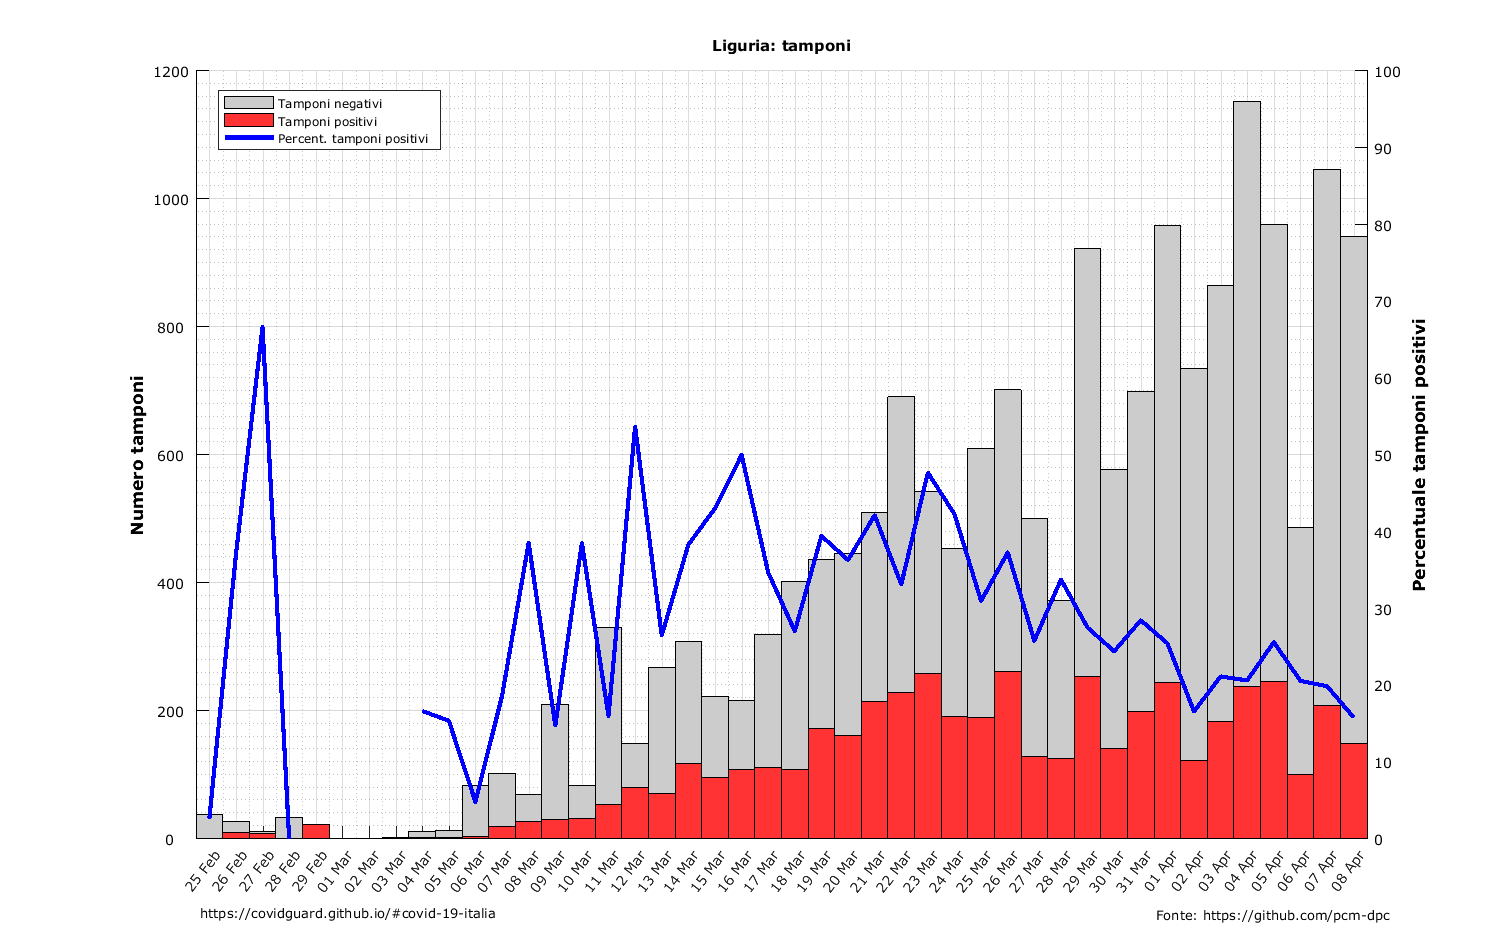 Liguria: tamponi
1200
1000
800
600
400
200
0
Numero tamponi
Tamponi negativi
Tamponi positivi
Percent. tamponi positivi
100
90
80
70
60
50
40
30
20
10
0
Percentuale tamponi positivi
25 Feb
26 Feb
27 Feb
28 Feb
29 Feb
01 Mar
02 Mar
03 Mar
04 Mar
05 Mar
06 Mar
07 Mar
08 Mar
09 Mar
10 Mar
11 Mar
12 Mar
13 Mar
14 Mar
15 Mar
16 Mar
17 Mar
18 Mar
19 Mar
20 Mar
21 Mar
22 Mar
23 Mar
24 Mar
25 Mar
26 Mar
27 Mar
28 Mar
29 Mar
30 Mar
31 Mar
01 Apr
02 Apr
03 Apr
04 Apr
05 Apr
06 Apr
07 Apr
08 Apr
https://covidguard.github.io/#covid-19-italia
Fonte: https://github.com/pcm-dpc